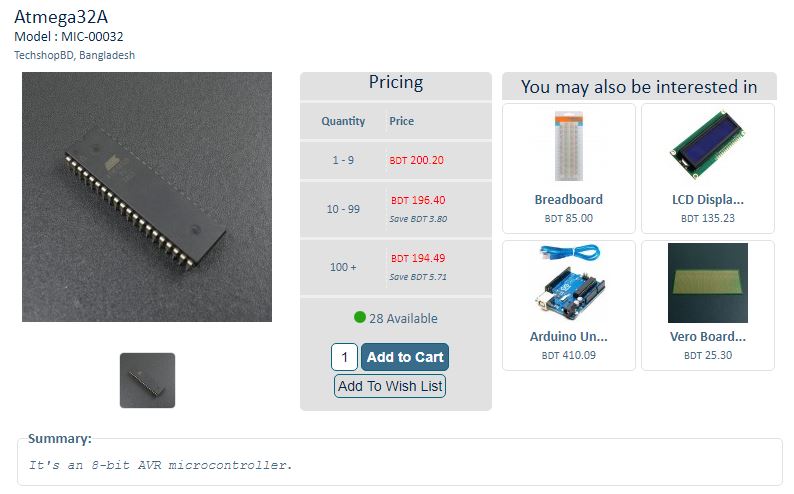 Atmega32A
Model : MIC-00032
TechshopBD, Bangladesh
Pricing
Quantity Price
1 - 9 BDT 200.20
10 - 99 BDT 196.40
Save BDT 3.80
100 + BDT 194.49
Save BDT 5.71
28 Available
1 Add to Cart
Add To Wish List
You may also be interested in
Breadboard
BDT 85.00
LCD Displa...
BDT 135.23
Arduino Un...
BDT 410.09
Vero Board...
BDT 25.30
Summary:
It's an 8-bit AVR microcontroller.